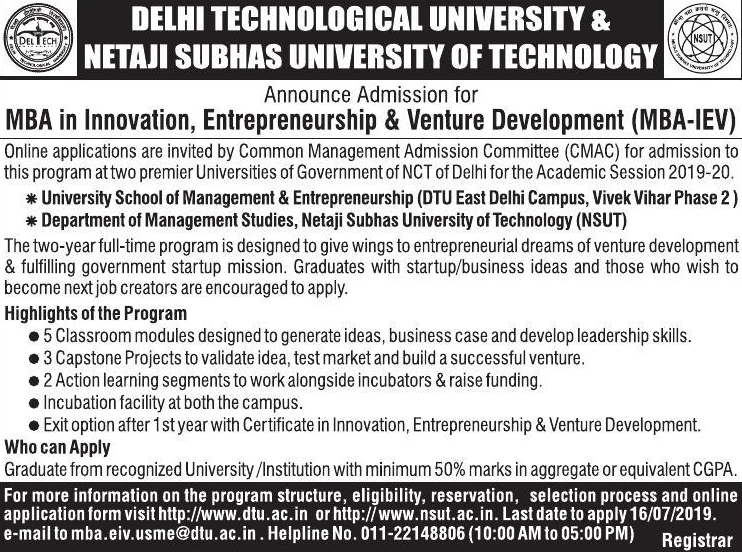 DELHI TECHNOLOGICAL UNIVERSITY &
NETAJI SUBHAS UNIVERSITY OF TECHNOLOGY
DELTECH
NSUT
Announce Admission for
MBA in Innovation, Entrepreneurship & Venture Development (MBA-IEV)
Online applications are invited by Common Management Admission Committee (CMAC) for admission to
this program at two premier Universities of Government of NCT of Delhi for the Academic Session 2019-20.
⁕ University School of Management & Entrepreneurship (DTU East Delhi Campus, Vivek Vihar Phase 2 )
⁕ Department of Management Studies, Netaji Subhas University of Technology (NSUT)
The two-year full-time program is designed to give wings to entrepreneurial dreams of venture development
& fulfilling government startup mission. Graduates with startup/business ideas and those who wish to
become next job creators are encouraged to apply.
Highlights of the Program
● 5 Classroom modules designed to generate ideas, business case and develop leadership skills.
● 3 Capstone Projects to validate idea, test market and build a successful venture.
● 2 Action learning segments to work alongside incubators & raise funding.
● Incubation facility at both the campus.
● Exit option after 1st year with Certificate in Innovation, Entrepreneurship & Venture Development.
Who can Apply
Graduate from recognized University/Institution with minimum 50% marks in aggregate or equivalent CGPA.
For more information on the program structure, eligibility, reservation, selection process and online
application form visit http://www.dtu.ac.in or http://www.nsut.ac.in. Last date to apply 16/07/2019.
e-mail to mba.eiv.usme@dtu.ac.in . Helpline No. 011-22148806 (10:00 AM to 05:00 PM)
Registrar